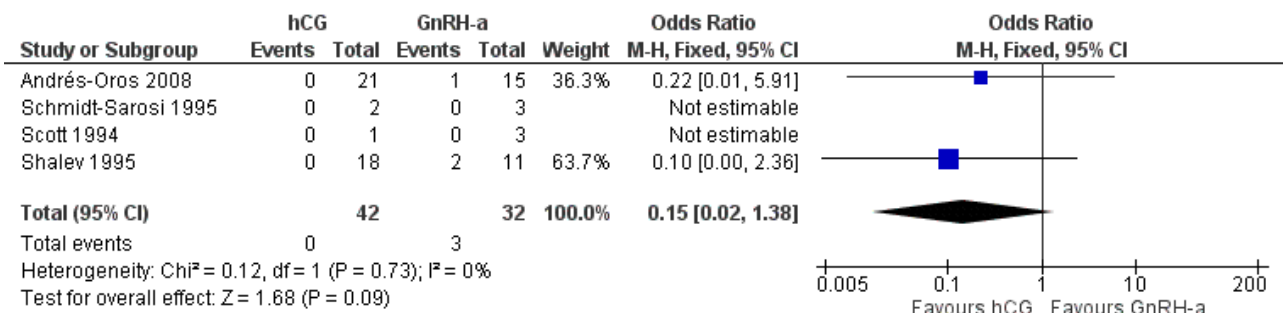 hCG GnRH-a Odds Ratio Odds Ratio
Study or Subgroup Events Total Events Total Weight M-H, Fixed, 95% CI M-H, Fixed, 95% CI
Andrés-Oros 2008 0 21 1 15 36.3% 0.22 [0.01, 5.91]
Schmidt-Sarosi 1995 0 2 0 3 Not estimable
Scott 1994 0 1 0 3 Not estimable
Shalev 1995 0 18 2 11 63.7% 0.10 [0.00, 2.36]
Total (95% CI) 42 32 100.0% 0.15 [0.02, 1.38]
Total events 0 3
Heterogeneity: Chi² = 0.12, df = 1 (P = 0.73); I² = 0%
Test for overall effect: Z = 1.68 (P = 0.09)
0.005 0.1 1 10 200
Favours hCG Favours GnRH-a